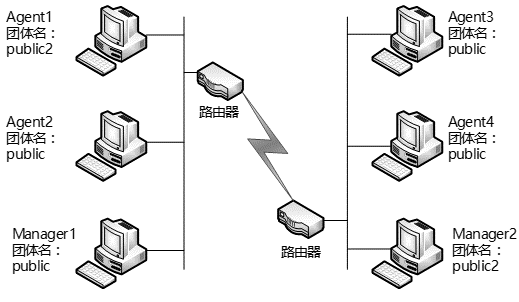 Agent1
团体名：
public2
Agent2
团体名：
public
Manager1
团体名：
public
路由器
路由器
Agent3
团体名：
public
Agent4
团体名：
public
Manager2
团体名：
public2